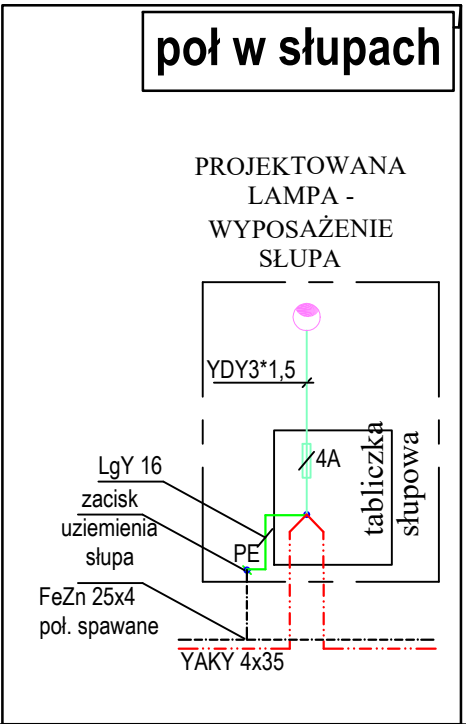 poł w słupach
PROJEKTOWANA
LAMPA -
WYPOSAŻENIE
SŁUPA
YDY3*1,5
4A
tabliczka
słupowa
LgY 16
zacisk
uziemienia
słupa
PE
FeZn 25x4
poł. spawane
YAKY 4x35